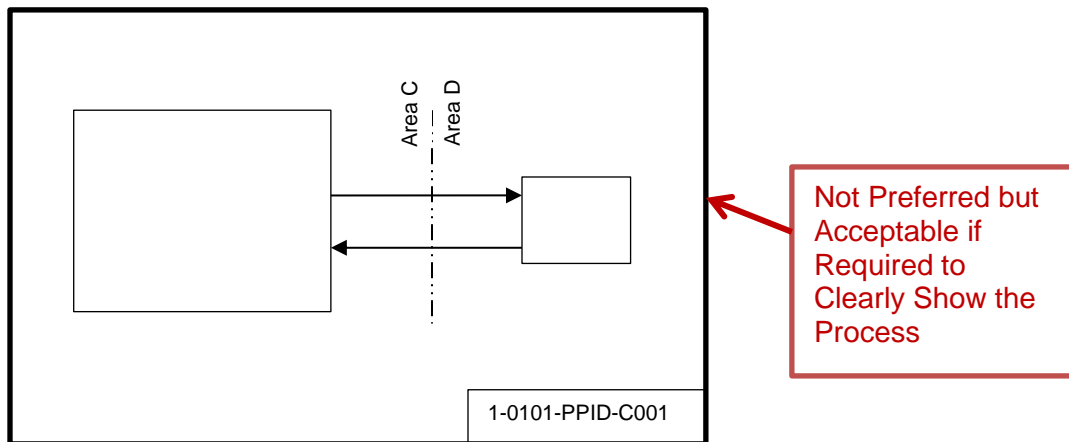 Area C
Area D
Not Preferred but
Acceptable if
Required to
Clearly Show the
Process
1-0101-PPID-C001